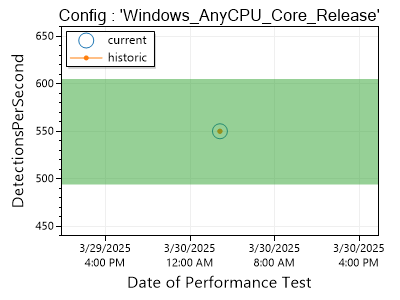 Config : 'Windows_AnyCPU_Core_Release'
current
historic
DetectionsPerSecond
650
600
550
500
450
3/29/2025 3/30/2025 3/30/2025 3/30/2025
4:00 PM 12:00 AM 8:00 AM 4:00 PM
Date of Performance Test